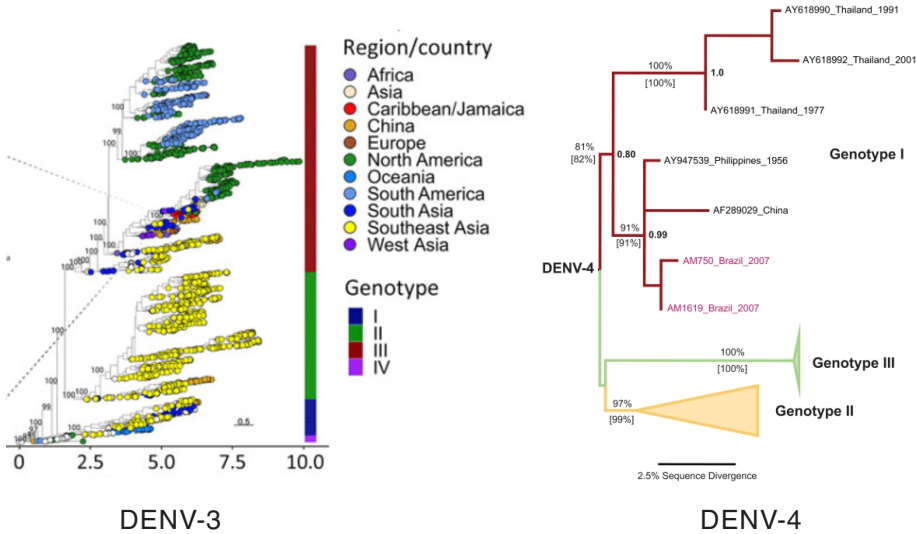 Region/country
Africa
Asia
Caribbean/Jamaica
China
Europe
North America
Oceania
South America
South Asia
Southeast Asia
West Asia
Genotype
I
II
III
IV
100
99
100
100
100
100
100
100
100
100
100
99
0.5
0 2.5 5.0 7.5 10.0
DENV-3
AY618990_Thailand_1991
AY618992_Thailand_2001
100%
[100%]
1.0
AY618991_Thailand_1977
81%
[82%]
0.80
Genotype I
AY947539_Philippines_1956
AF289029_China
91%
[91%]
0.99
DENV-4
AM750_Brazil_2007
AM1619_Brazil_2007
100%
[100%]
Genotype III
97%
[99%]
Genotype II
2.5% Sequence Divergence
DENV-4